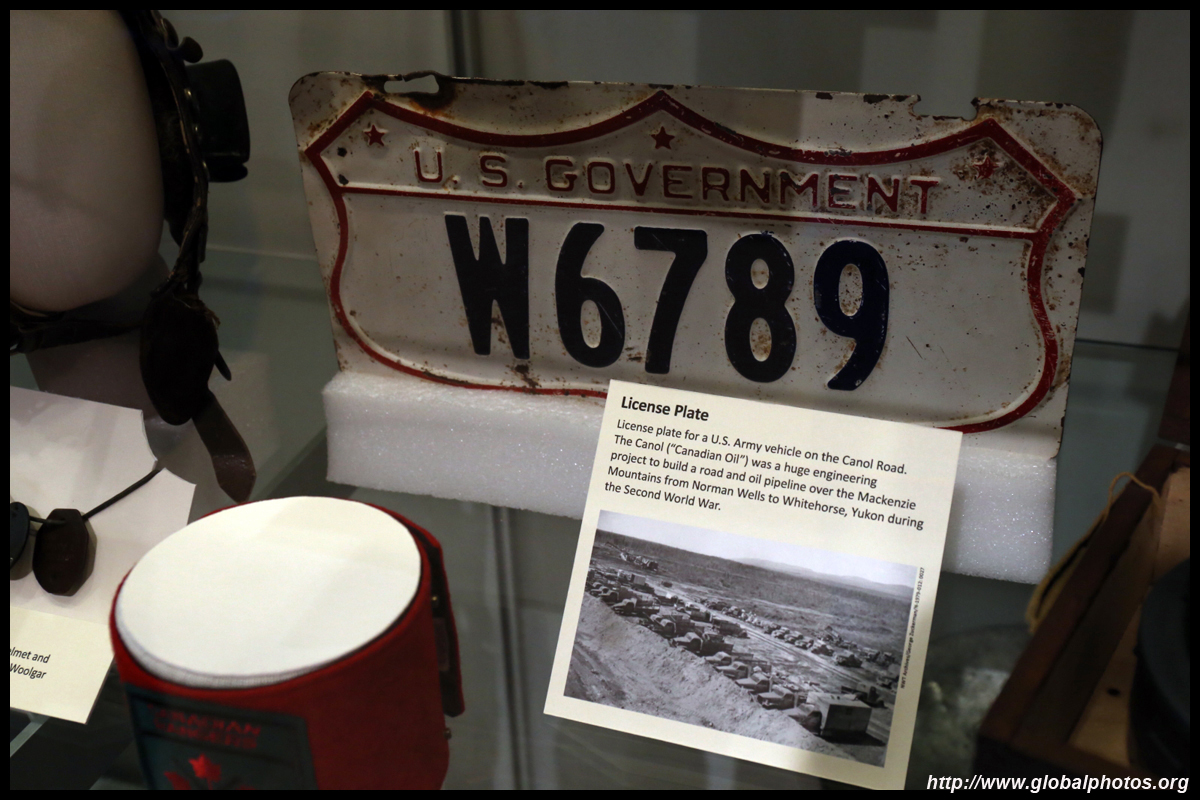 U.S. GOVERNMENT
W6789
License Plate
License plate for a U.S. Army vehicle on the Canol Road.
The Canol (“Canadian Oil”) was a huge engineering
project to build a road and oil pipeline over the Mackenzie
Mountains from Norman Wells to Whitehorse, Yukon during
the Second World War.
lmet and
Woolgar
http://www.globalphotos.org